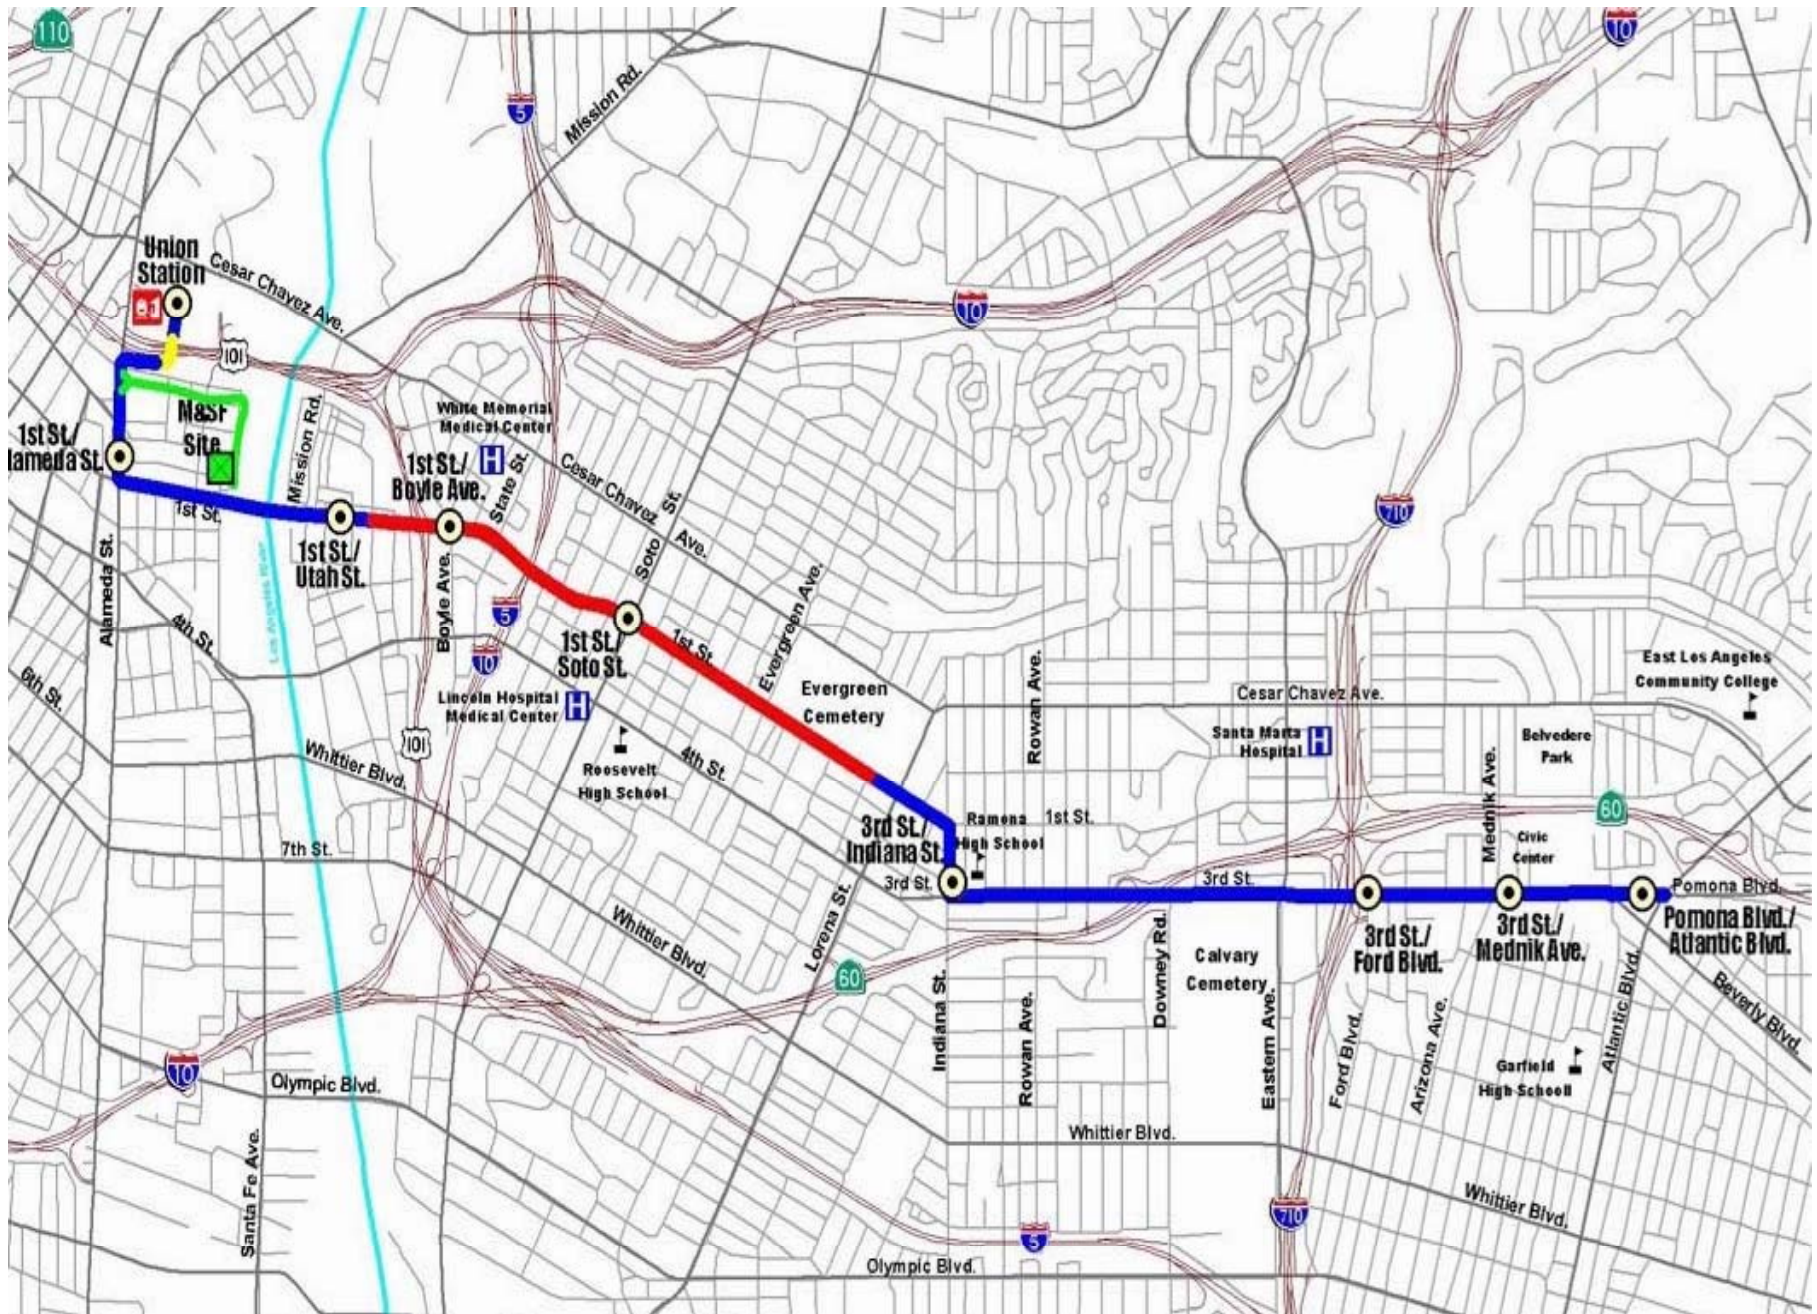 110
10
5
Mission Rd.
Union
Station
Cesar Chavez Ave.
10
101
M&SF
Site
1st St./
lameda St.
1st St.
Mission Rd.
White Memorial
Medical Center
H
1st St./
Boyle Ave.
State St.
Cesar Chavez Ave.
Soto St.
710
1st St./
Utah St.
Alameda St.
Los Angeles River
Boyle Ave.
5
10
4th St.
6th St.
1st St./
Soto St.
1st St.
Evergreen Ave.
Evergreen
Cemetery
Lincoln Hospital
Medical Center
H
Rowan Ave.
Cesar Chavez Ave.
East Los Angeles
Community College
Santa Marta
Hospital
H
Belvedere
Park
101
Whittier Blvd.
Roosevelt
High School
4th St.
Mednik Ave.
60
7th St.
3rd St./
Indiana St.
Ramona
High School
1st St.
Civic
Center
3rd St.
3rd St.
Pomona Blvd.
Whittier Blvd.
Lorena St.
60
Downey Rd.
Calvary
Cemetery
3rd St./
Ford Blvd.
3rd St./
Mednik Ave.
Pomona Blvd./
Atlantic Blvd.
Beverly Blvd.
Indiana St.
Rowan Ave.
Eastern Ave.
Ford Blvd.
Arizona Ave.
Atlantic Blvd.
Garfield
High Schooll
10
Olympic Blvd.
Santa Fe Ave.
Whittier Blvd.
Whittier Blvd.
5
710
Olympic Blvd.